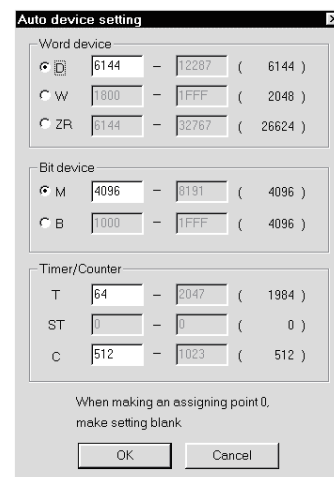 Auto device setting
Word device
D 6144 – 12287 ( 6144 )
W 1800 – 1FFF ( 2048 )
ZR 6144 – 32767 ( 26624 )
Bit device
M 4096 – 8191 ( 4096 )
B 1000 – 1FFF ( 4096 )
Timer/Counter
T 64 – 2047 ( 1984 )
ST 0 – 0 ( 0 )
C 512 – 1023 ( 512 )
When making an assigning point 0,
make setting blank
OK Cancel